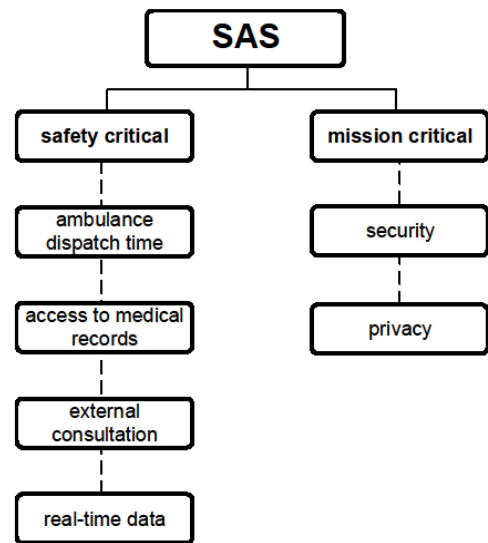 SAS
safety critical
mission critical
ambulance
dispatch time
security
access to medical
records
privacy
external
consultation
real-time data